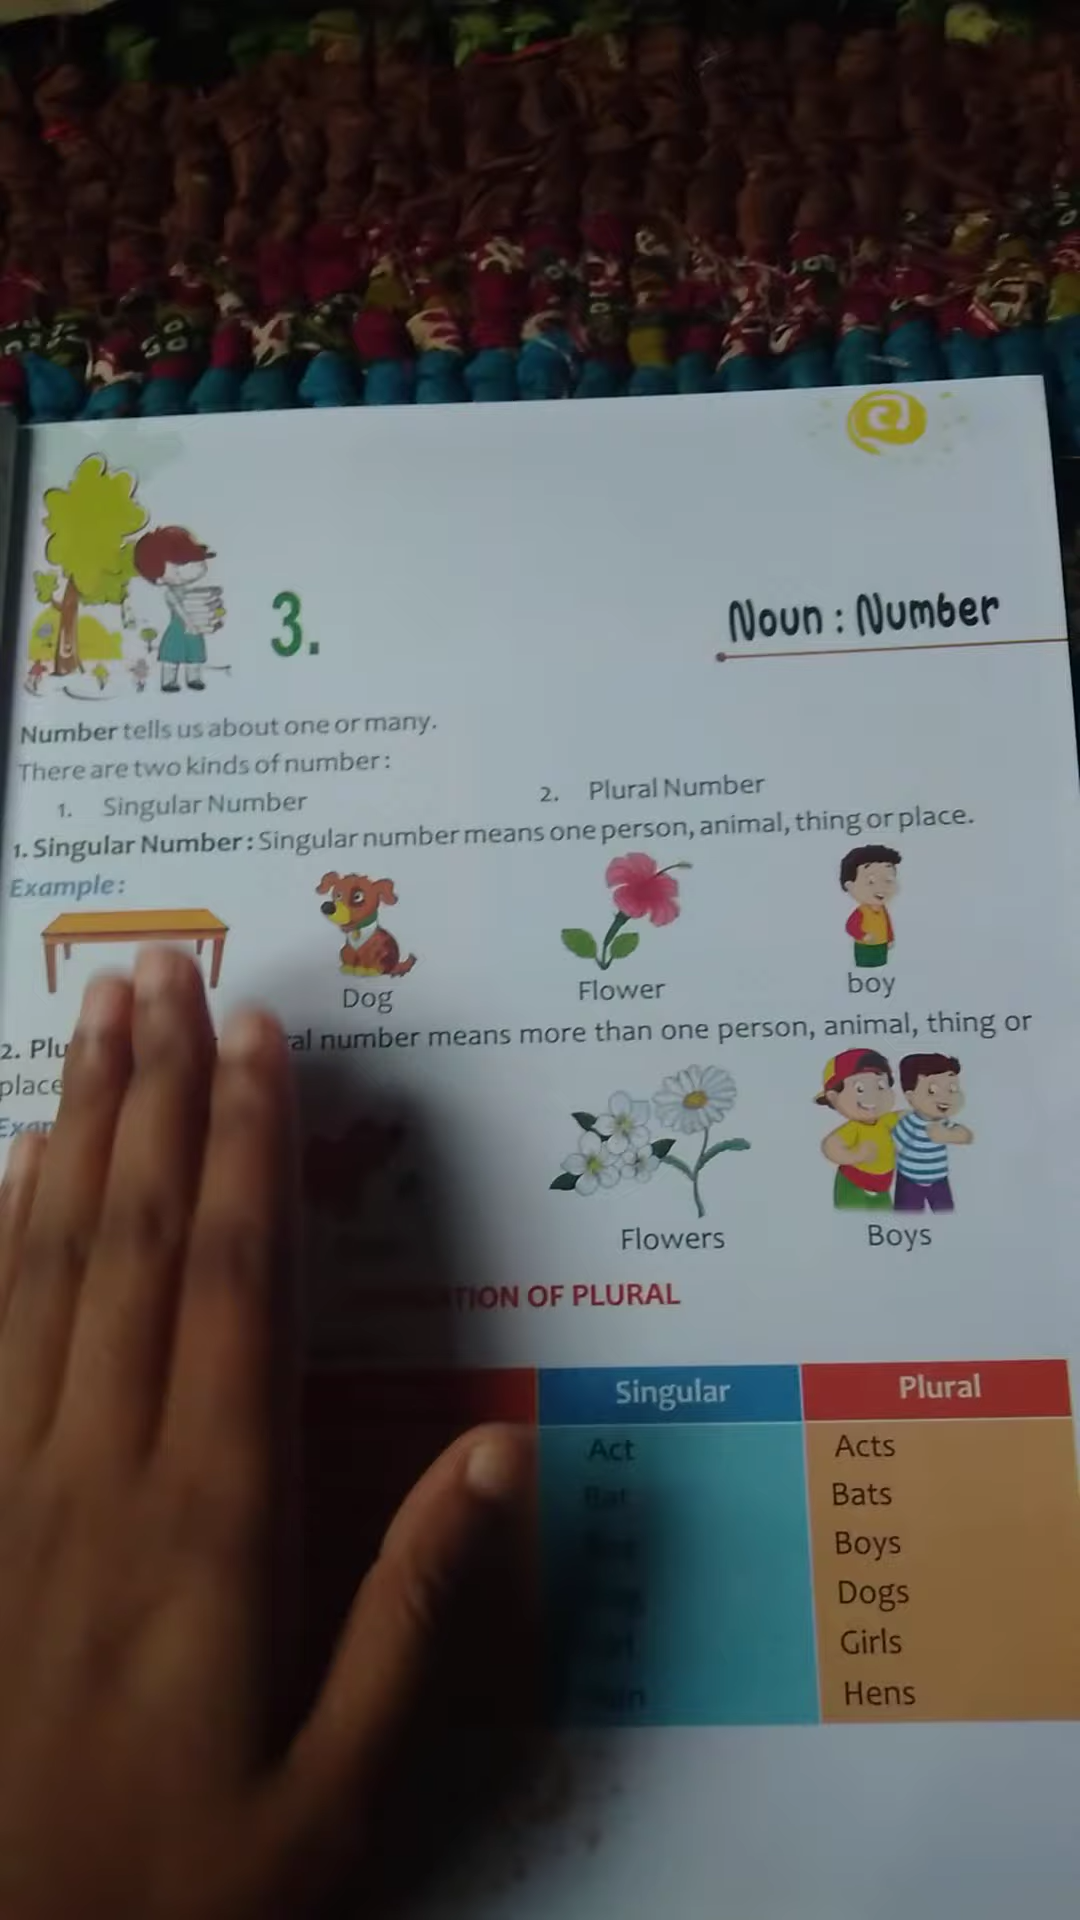 3.
Noun : Number
Number tells us about one or many.
There are two kinds of number :
1. Singular Number 2. Plural Number
1. Singular Number : Singular number means one person, animal, thing or place.
Example :
Dog Flower boy
2. Plu al number means more than one person, animal, thing or
place
Exam
Flowers Boys
TION OF PLURAL
Singular Plural
Act Acts
Bat Bats
Boys
Dogs
Girls
Hens